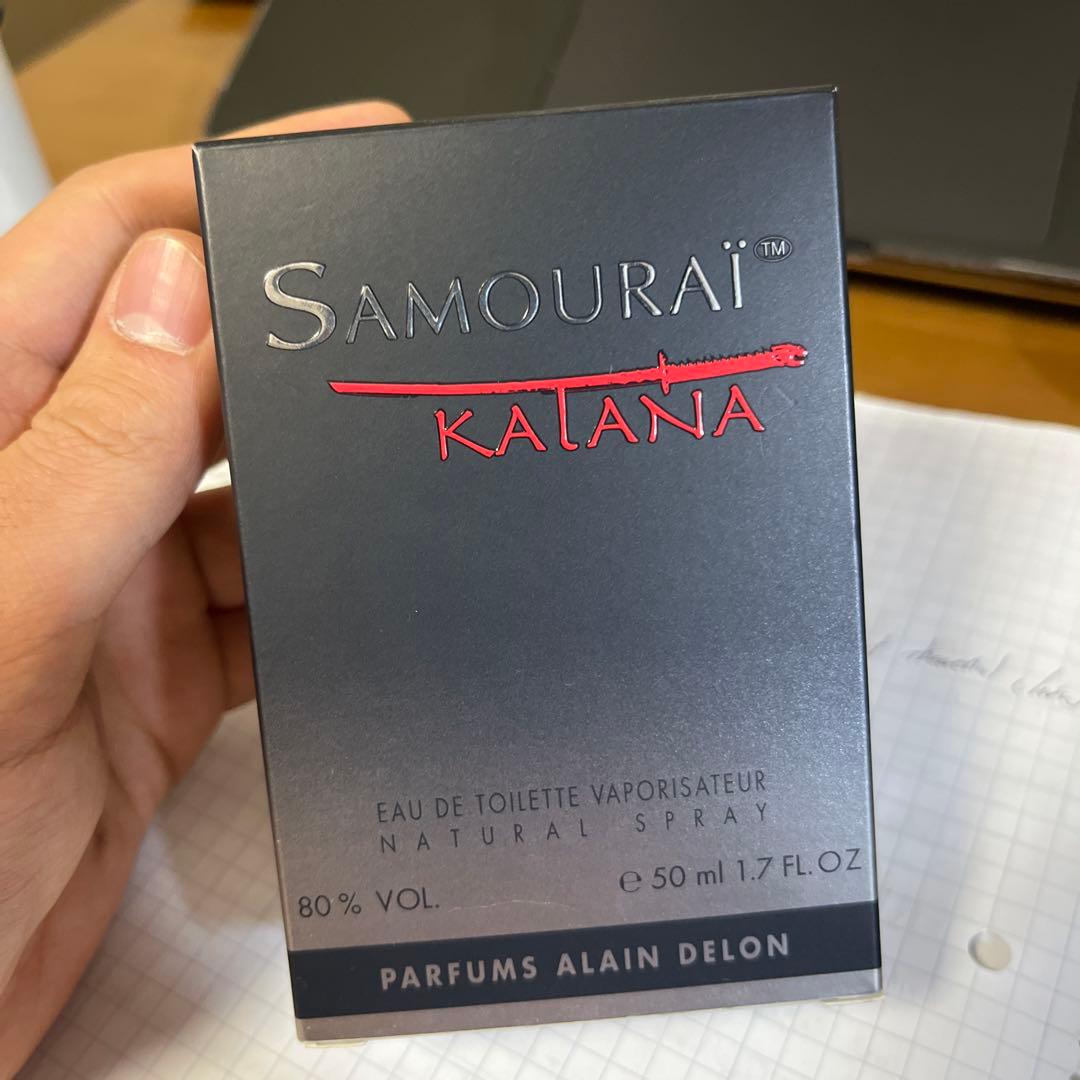 SAMOURAÏ™
KATANA
EAU DE TOILETTE VAPORISATEUR
NATURAL SPRAY
80% VOL.
℮ 50 ml 1.7 FL.OZ
PARFUMS ALAIN DELON